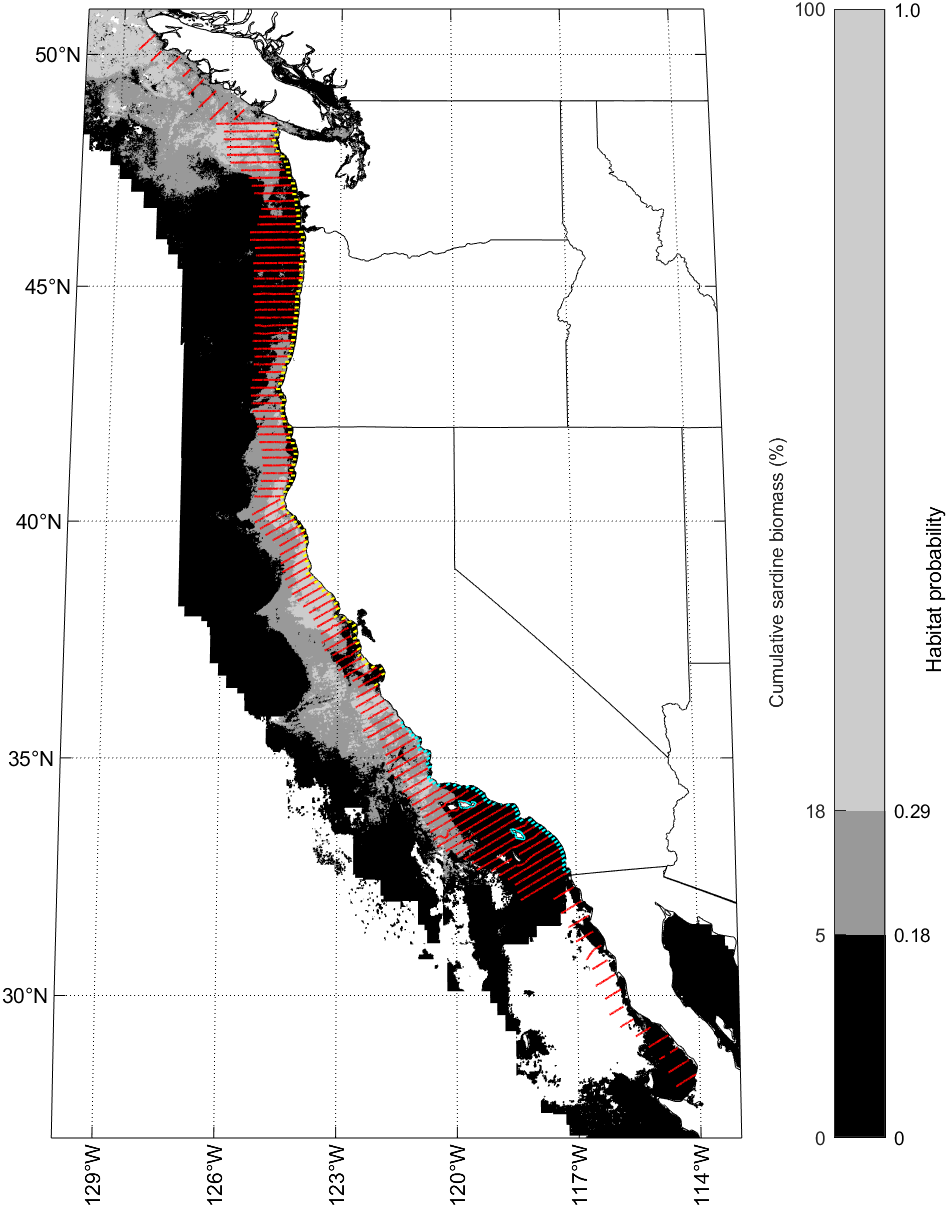 50°N
45°N
40°N
35°N
30°N
129°W
126°W
123°W
120°W
117°W
114°W
Cumulative sardine biomass (%)
100
18
5
0
1.0
0.29
0.18
0
Habitat probability